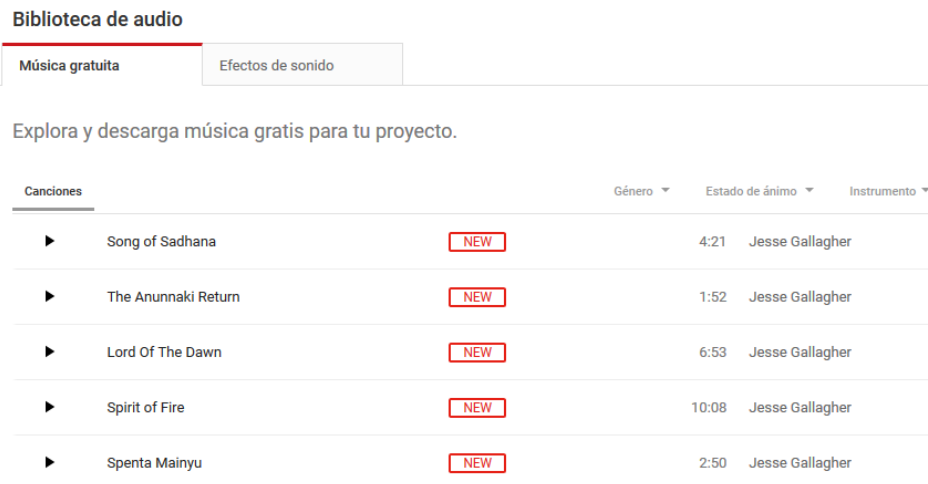 Biblioteca de audio
Música gratuita Efectos de sonido
Explora y descarga música gratis para tu proyecto.
Canciones Género Estado de ánimo Instrumento
Song of Sadhana NEW 4:21 Jesse Gallagher
The Anunnaki Return NEW 1:52 Jesse Gallagher
Lord Of The Dawn NEW 6:53 Jesse Gallagher
Spirit of Fire NEW 10:08 Jesse Gallagher
Spenta Mainyu NEW 2:50 Jesse Gallagher